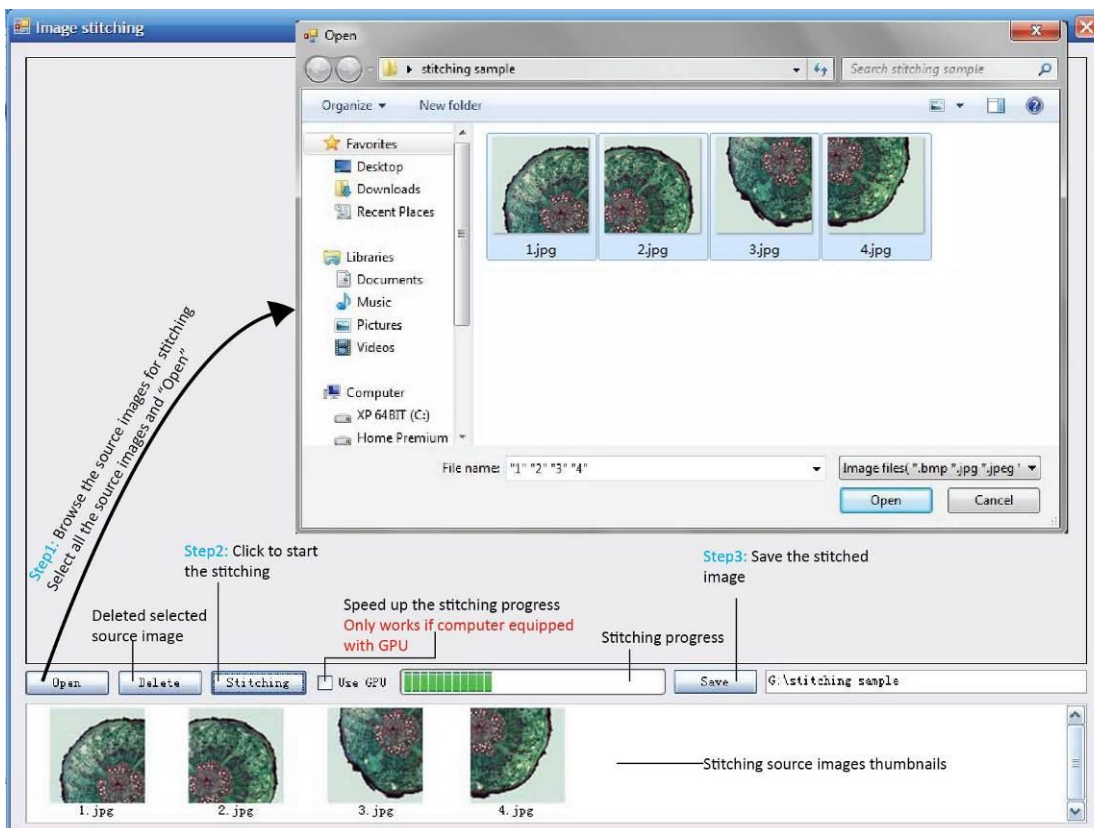 Image stitching
Open
stitching sample
Search stitching sample
Organize
New folder
Favorites
Desktop
Downloads
Recent Places
Libraries
Documents
Music
Pictures
Videos
Computer
XP 64BIT (C:)
Home Premium
1.jpg
2.jpg
3.jpg
4.jpg
File name:
"1" "2" "3" "4"
Image files( *.bmp *.jpg *.jpeg '
Open
Cancel
Step1: Browse the source images for stitching
Select all the source images and “Open”
Step2: Click to start
the stitching
Step3: Save the stitched
image
Deleted selected
source image
Speed up the stitching progress
Only works if computer equipped
with GPU
Stitching progress
Open
Delete
Stitching
Use GPU
Save
G:\stitching sample
Stitching source images thumbnails
1.jpg
2.jpg
3.jpg
4.jpg